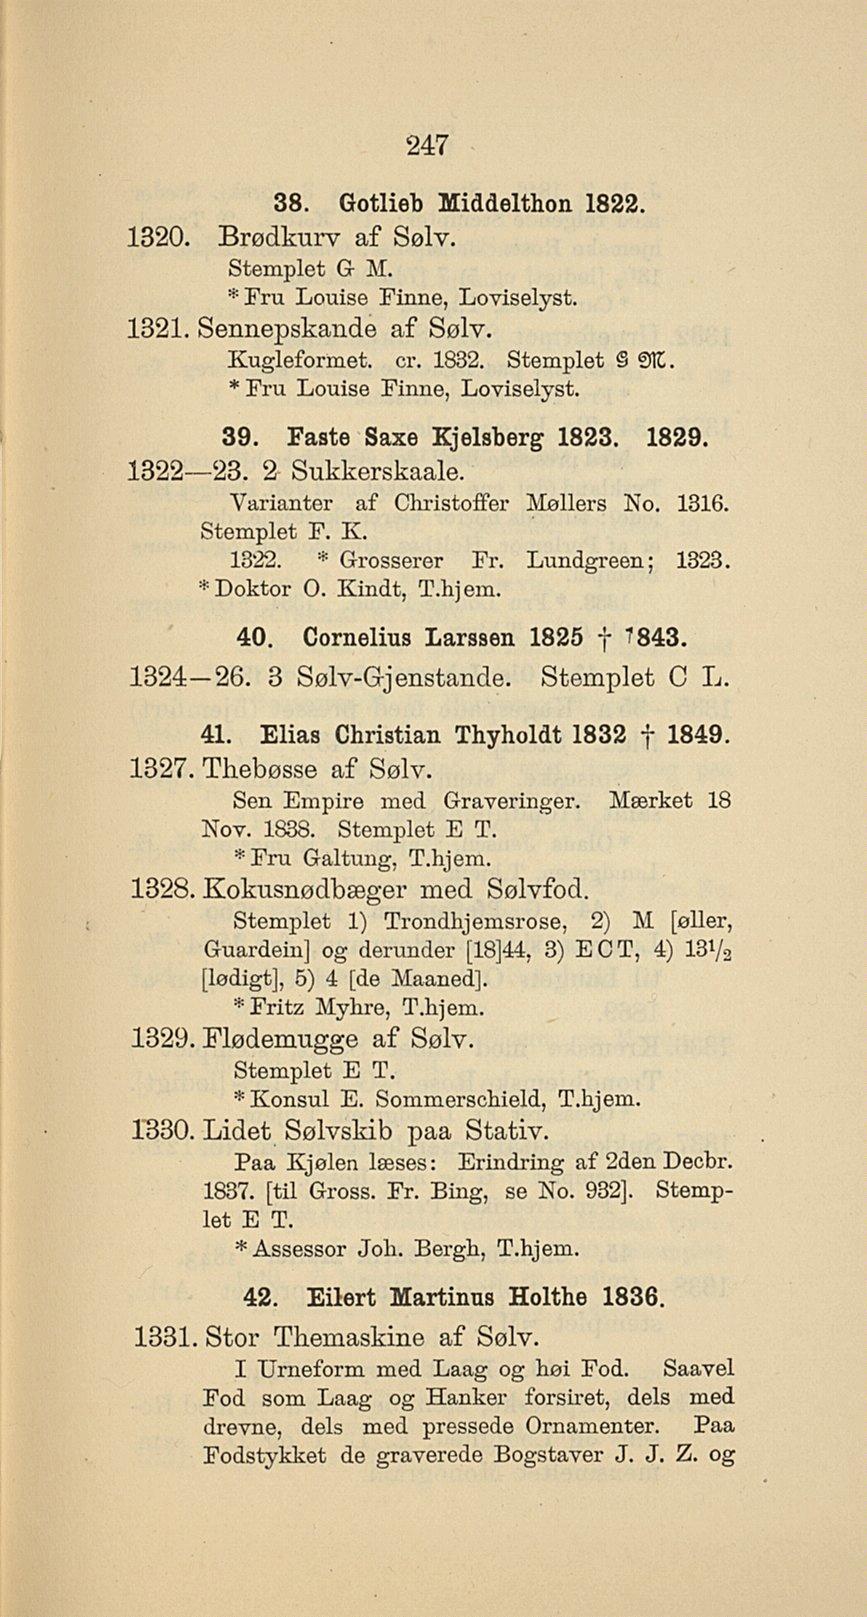 247
38. Gotlieb Middelthon 1822.
1320. Brødkurv af Sølv.
Stemplet G M.
* Fru Louise Finne, Loviselyst.
1321. Sennepskande af Sølv.
Kugleformet. cr. 1832. Stemplet G M.
* Fru Louise Finne, Loviselyst.
39. Faste Saxe Kjelsberg 1823. 1829.
1322—23. 2 Sukkerskaale.
Varianter af Christoffer Møllers No. 1316.
Stemplet F. K.
1322. * Grosserer Fr. Lundgreen; 1323.
* Doktor O. Kindt, T.hjem.
40. Cornelius Larssen 1825 † 1843.
1324—26. 3 Sølv-Gjenstande. Stemplet C L.
41. Elias Christian Thyholdt 1832 † 1849.
1327. Thebøsse af Sølv.
Sen Empire med Graveringer. Mærket 18
Nov. 1838. Stemplet E T.
* Fru Galtung, T.hjem.
1328. Kokusnødbæger med Sølvfod.
Stemplet 1) Trondhjemsrose, 2) M [øller,
Guardein] og derunder [18]44, 3) E C T, 4) 13½
[lødigt], 5) 4 [de Maaned].
* Fritz Myhre, T.hjem.
1329. Flødemugge af Sølv.
Stemplet E T.
* Konsul E. Sommerschield, T.hjem.
1330. Lidet Sølvskib paa Stativ.
Paa Kjølen læses: Erindring af 2den Decbr.
1837. [til Gross. Fr. Bing, se No. 932]. Stemp-
let E T.
* Assessor Joh. Bergh, T.hjem.
42. Eilert Martinus Holthe 1836.
1331. Stor Themaskine af Sølv.
I Urneform med Laag og høi Fod. Saavel
Fod som Laag og Hanker forsiret, dels med
drevne, dels med pressede Ornamenter. Paa
Fodstykket de graverede Bogstaver J. J. Z. og